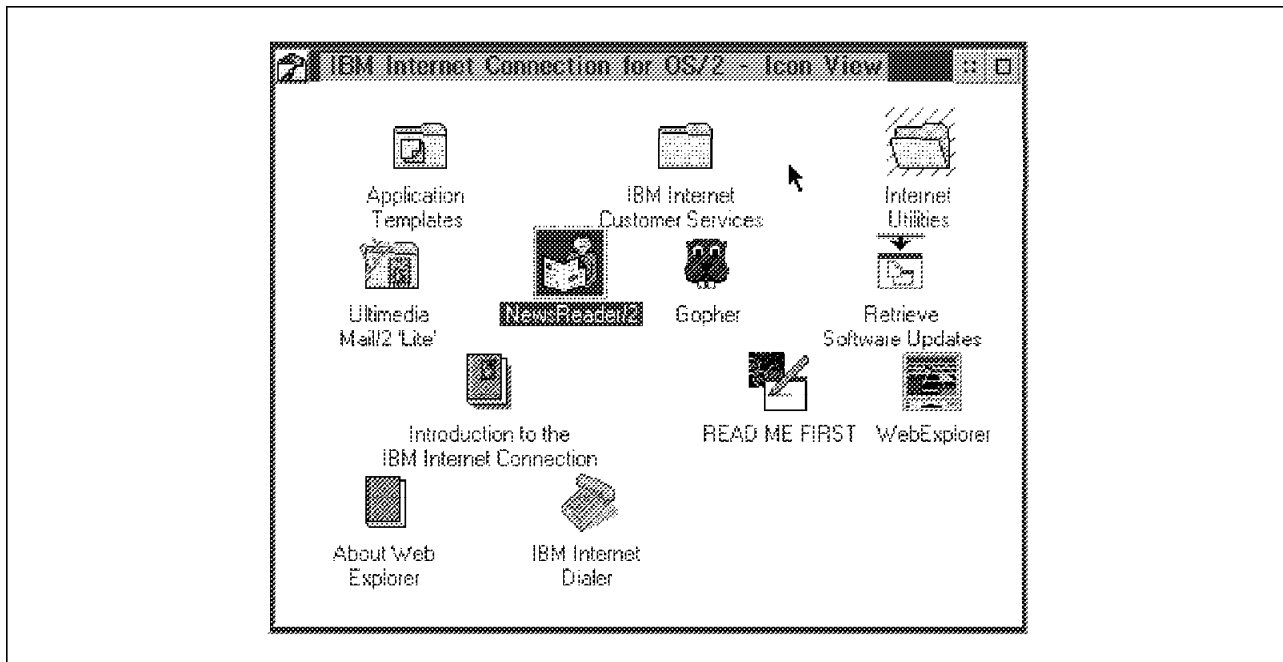 IBM Internet Connection for OS/2 - Icon View
Application
Templates
IBM Internet
Customer Services
Internet
Utilities
Ultimedia
Mail/2 'Lite'
NewsReader/2
Gopher
Retrieve
Software Updates
Introduction to the
IBM Internet Connection
READ ME FIRST
WebExplorer
About Web
Explorer
IBM Internet
Dialer